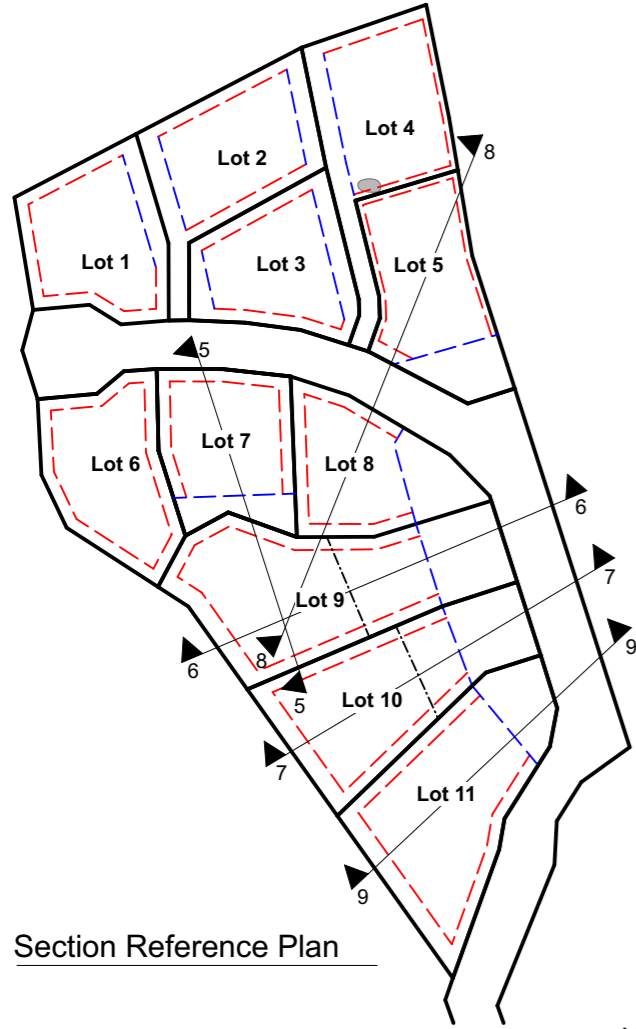 Lot 4
8
Lot 2
Lot 1
Lot 3
Lot 5
5
Lot 7
Lot 6
Lot 8
6
7
Lot 9
9
6
8
5
Lot 10
7
Lot 11
9
Section Reference Plan